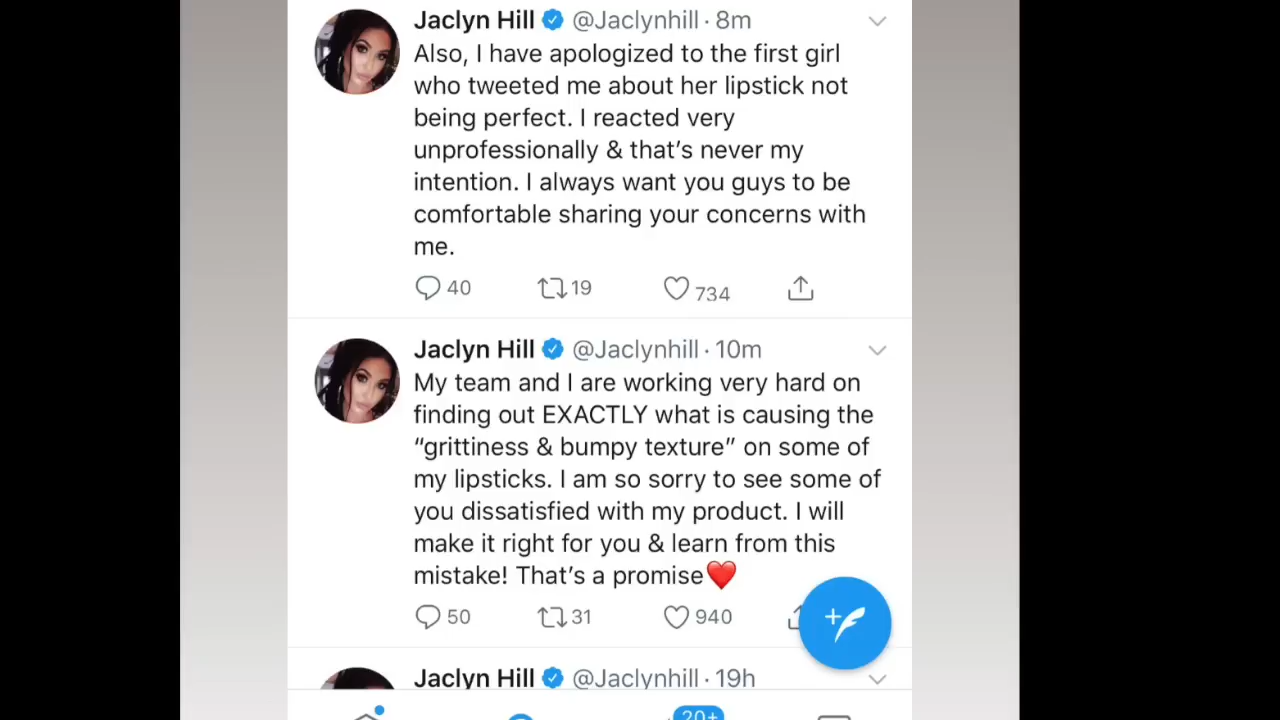 Jaclyn Hill @Jaclynhill · 8m
Also, I have apologized to the first girl
who tweeted me about her lipstick not
being perfect. I reacted very
unprofessionally & that's never my
intention. I always want you guys to be
comfortable sharing your concerns with
me.
40 19 734
Jaclyn Hill @Jaclynhill · 10m
My team and I are working very hard on
finding out EXACTLY what is causing the
“grittiness & bumpy texture” on some of
my lipsticks. I am so sorry to see some of
you dissatisfied with my product. I will
make it right for you & learn from this
mistake! That's a promise❤️
50 31 940
Jaclyn Hill @Jaclynhill · 19h
20+